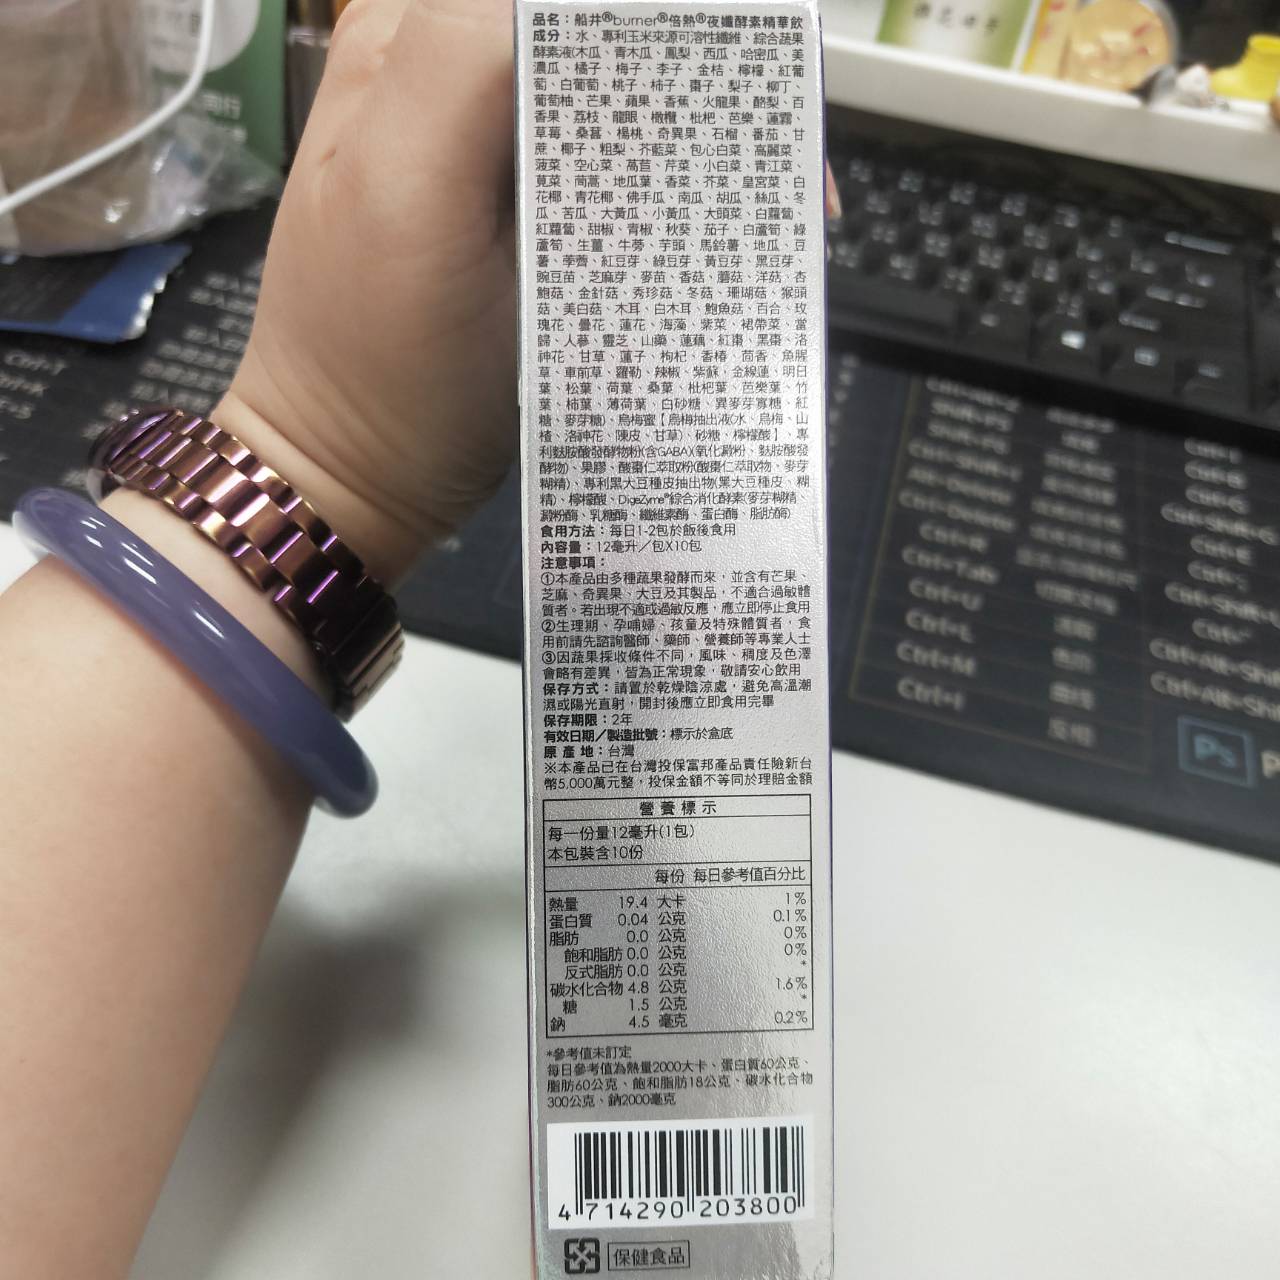 品名：船井®burner®倍熱®夜孅酵素精華飲
成分：水、專利玉米來源可溶性纖維、綜合蔬果
酵素液(木瓜、青木瓜、鳳梨、西瓜、哈密瓜、美
濃瓜、橘子、梅子、李子、金桔、檸檬、紅葡
萄、白葡萄、桃子、柿子、棗子、梨子、柳丁、
葡萄柚、芒果、蘋果、香蕉、火龍果、酪梨、百
香果、荔枝、龍眼、橄欖、枇杷、芭樂、蓮霧、
草莓、桑葚、楊桃、奇異果、石榴、番茄、甘
蔗、椰子、粗梨、芥藍菜、包心白菜、高麗菜、
菠菜、空心菜、萵苣、芹菜、小白菜、青江菜、
莧菜、茼蒿、地瓜葉、香菜、芥菜、皇宮菜、白
花椰、青花椰、佛手瓜、南瓜、胡瓜、絲瓜、冬
瓜、苦瓜、大黃瓜、小黃瓜、大頭菜、白蘿蔔、
紅蘿蔔、甜椒、青椒、秋葵、茄子、白蘆筍、綠
蘆筍、生薑、牛蒡、芋頭、馬鈴薯、地瓜、豆
薯、荸薺、紅豆芽、綠豆芽、黃豆芽、黑豆芽、
豌豆苗、芝麻芽、麥苗、香菇、蘑菇、洋菇、杏
鮑菇、金針菇、秀珍菇、冬菇、珊瑚菇、猴頭
菇、美白菇、木耳、白木耳、鮑魚菇、百合、玫
瑰花、曇花、蓮花、海藻、紫菜、裙帶菜、當
歸、人蔘、靈芝、山藥、蓮藕、紅棗、黑棗、洛
神花、甘草、蓮子、枸杞、香椿、茴香、魚腥
草、車前草、羅勒、辣椒、紫蘇、金線蓮、明日
葉、松葉、荷葉、桑葉、枇杷葉、芭樂葉、竹
葉、柿葉、薄荷葉、白砂糖、異麥芽寡糖、紅
糖、麥芽糖)、烏梅蜜【烏梅抽出液(水、烏梅、山
楂、洛神花、陳皮、甘草)、砂糖、檸檬酸】、專
利麩胺酸發酵物粉(含GABA)(氧化澱粉、麩胺酸發
酵物)、果膠、酸棗仁萃取粉(酸棗仁萃取物、麥芽
糊精)、專利黑大豆種皮抽出物(黑大豆種皮、糊
精)、檸檬酸、DigeZyme®綜合消化酵素(麥芽糊精、
澱粉酶、乳糖酶、纖維素酶、蛋白酶、脂肪酶)
食用方法：每日1-2包於飯後食用
內容量：12毫升／包X10包
注意事項：
①本產品由多種蔬果發酵而來，並含有芒果、
芝麻、奇異果、大豆及其製品，不適合過敏體
質者。若出現不適或過敏反應，應立即停止食用
②生理期、孕哺婦、孩童及特殊體質者，食
用前請先諮詢醫師、藥師、營養師等專業人士
③因蔬果採收條件不同，風味、稠度及色澤
會略有差異，皆為正常現象，敬請安心飲用
保存方式：請置於乾燥陰涼處，避免高溫潮
濕或陽光直射，開封後應立即食用完畢
保存期限：2年
有效日期／製造批號：標示於盒底
原 產 地：台灣
※本產品已在台灣投保富邦產品責任險新台
幣5,000萬元整，投保金額不等同於理賠金額
營養標示
每一份量12毫升(1包)
本包裝含10份
每份 每日參考值百分比
熱量 19.4 大卡 1%
蛋白質 0.04 公克 0.1%
脂肪 0.0 公克 0%
飽和脂肪 0.0 公克 0%
反式脂肪 0.0 公克 *
碳水化合物 4.8 公克 1.6%
糖 1.5 公克 *
鈉 4.5 毫克 0.2%
*參考值未訂定
每日參考值為熱量2000大卡、蛋白質60公克、
脂肪60公克、飽和脂肪18公克、碳水化合物
300公克、鈉2000毫克
4 714290 203800
保健食品
Ctrl+T
Ctrl+E
Ctrl+B
Ctrl+G
Ctrl+R
Ctrl+Tab
Ctrl+U
Ctrl+L
Ctrl+M
Ctrl+I
反相
Ps